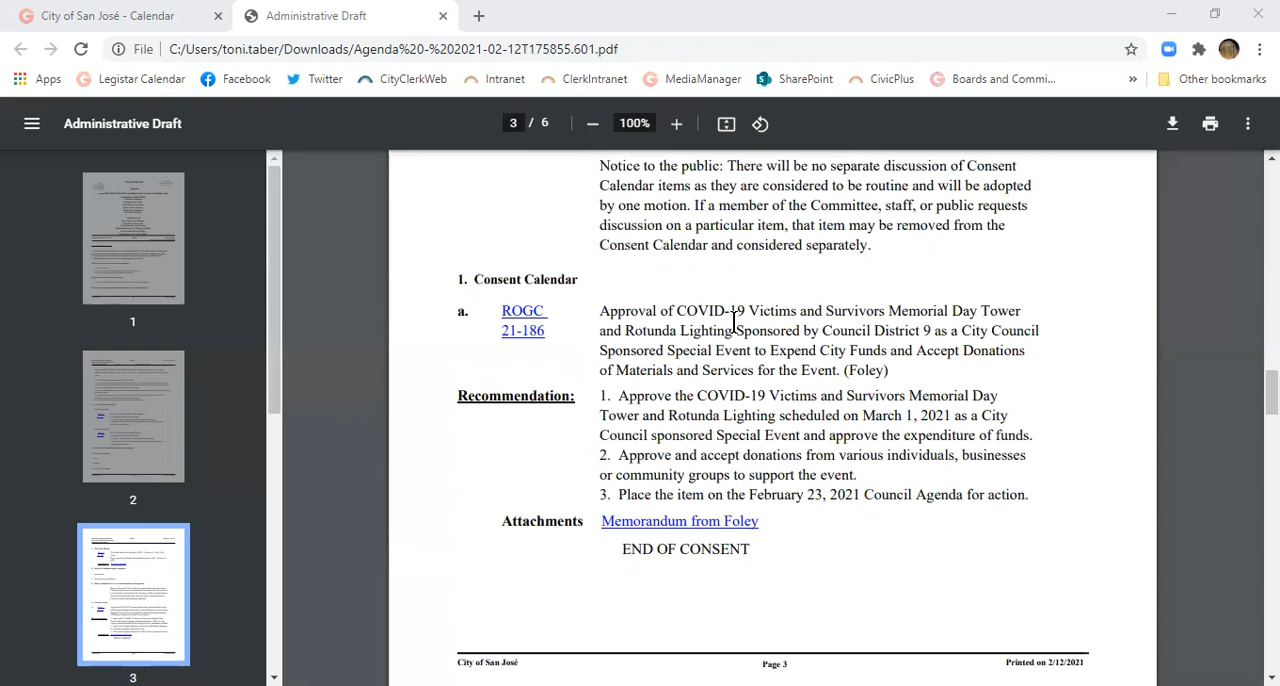 City of San José - Calendar
Administrative Draft
File
C:/Users/toni.taber/Downloads/Agenda%20-%202021-02-12T175855.601.pdf
Apps
Legistar Calendar
Facebook
Twitter
CityClerkWeb
Intranet
ClerkIntranet
MediaManager
SharePoint
CivicPlus
Boards and Commi...
»
Other bookmarks
Administrative Draft
3 / 6
100%
1
2
3
Notice to the public: There will be no separate discussion of Consent
Calendar items as they are considered to be routine and will be adopted
by one motion. If a member of the Committee, staff, or public requests
discussion on a particular item, that item may be removed from the
Consent Calendar and considered separately.
1. Consent Calendar
a. ROGC 21-186
Approval of COVID-19 Victims and Survivors Memorial Day Tower
and Rotunda Lighting Sponsored by Council District 9 as a City Council
Sponsored Special Event to Expend City Funds and Accept Donations
of Materials and Services for the Event. (Foley)
Recommendation:
1. Approve the COVID-19 Victims and Survivors Memorial Day
Tower and Rotunda Lighting scheduled on March 1, 2021 as a City
Council sponsored Special Event and approve the expenditure of funds.
2. Approve and accept donations from various individuals, businesses
or community groups to support the event.
3. Place the item on the February 23, 2021 Council Agenda for action.
Attachments Memorandum from Foley
END OF CONSENT
City of San José
Page 3
Printed on 2/12/2021